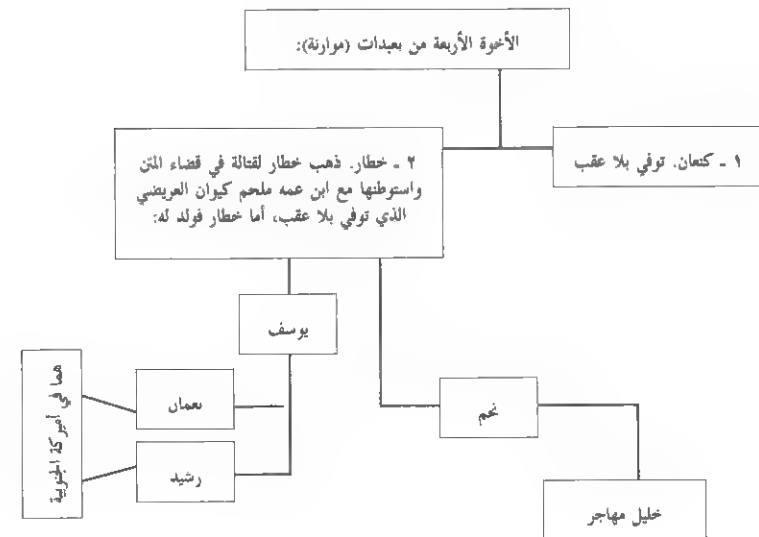 الأخوة الأربعة من بعبدات (موارنة):
١ ـ كنعان. توفي بلا عقب
٢ ـ خطار. ذهب خطار لقتالة في قضاء المتن
واستوطنها مع ابن عمه ملحم كيوان العريضي
الذي توفي بلا عقب، أما خطار فولد له:
يوسف
نعمان
رشيد
هما في أميركة الجنوبية
نجم
خليل مهاجر